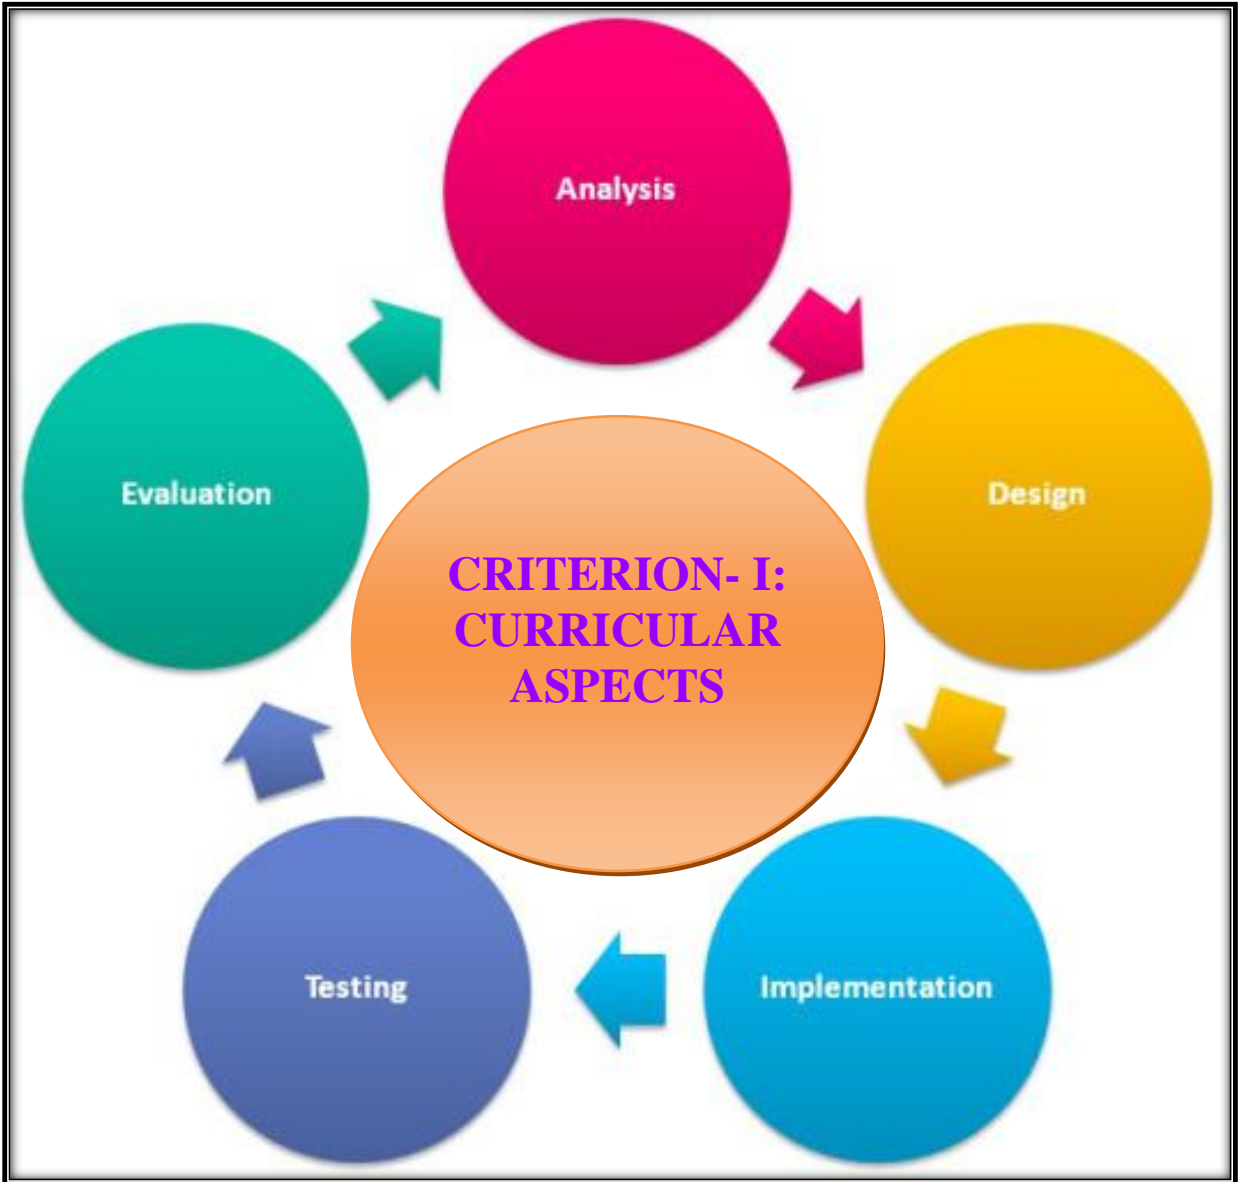 Analysis
Evaluation
Design
CRITERION- I:
CURRICULAR
ASPECTS
Testing
Implementation